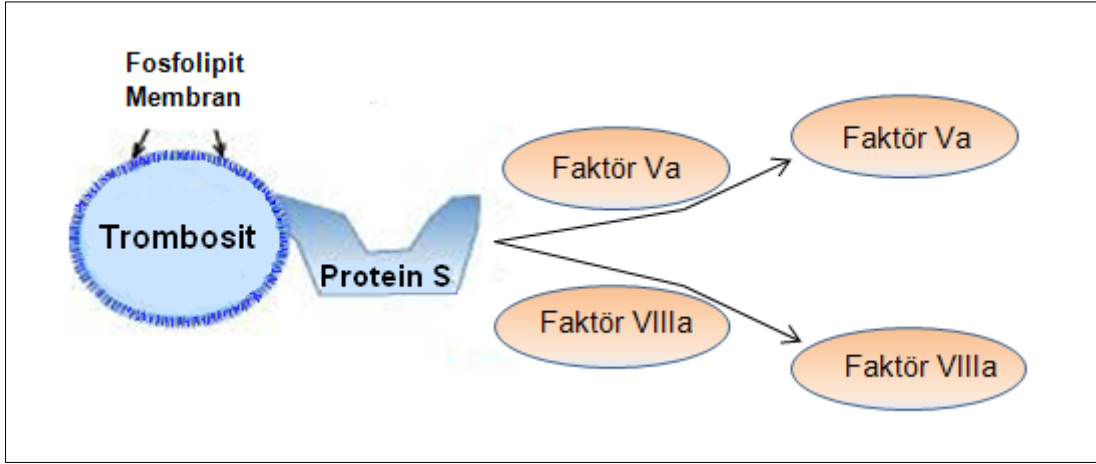 Fosfolipit
Membran
Trombosit
Protein S
Faktör Va
Faktör Va
Faktör VIIIa
Faktör VIIIa